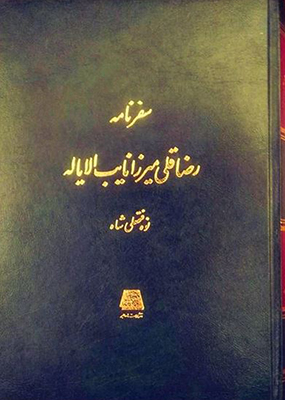 سفرنامه
رضاقلی میرزا نایب الایاله
نوه فتحعلی شاه